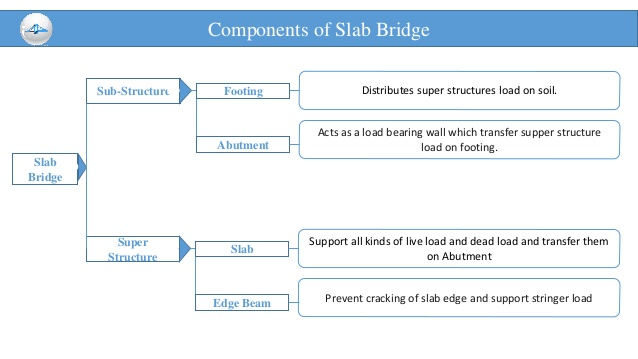 Components of Slab Bridge
Sub-Structure
Footing
Distributes super structures load on soil.
Abutment
Acts as a load bearing wall which transfer supper structure
load on footing.
Slab
Bridge
Super
Structure
Slab
Support all kinds of live load and dead load and transfer them
on Abutment
Edge Beam
Prevent cracking of slab edge and support stringer load